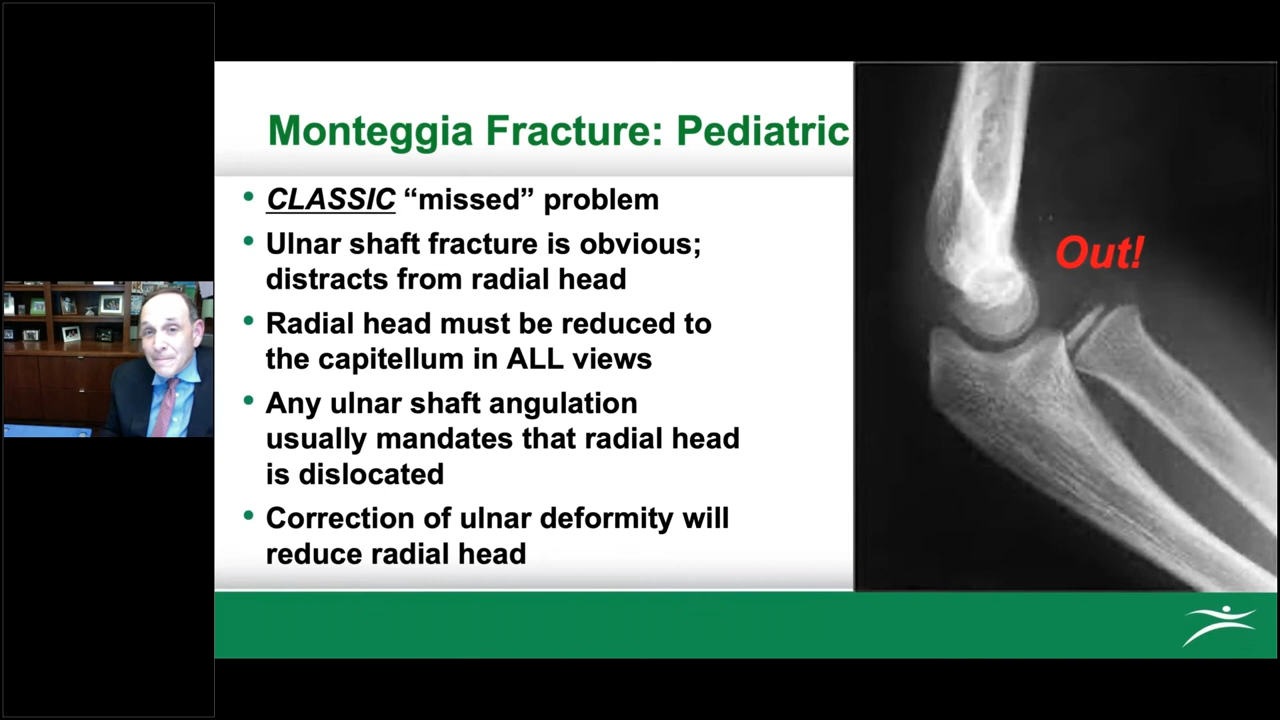 Monteggia Fracture: Pediatric
• CLASSIC “missed” problem
• Ulnar shaft fracture is obvious;
distracts from radial head
• Radial head must be reduced to
the capitellum in ALL views
• Any ulnar shaft angulation
usually mandates that radial head
is dislocated
• Correction of ulnar deformity will
reduce radial head
Out!